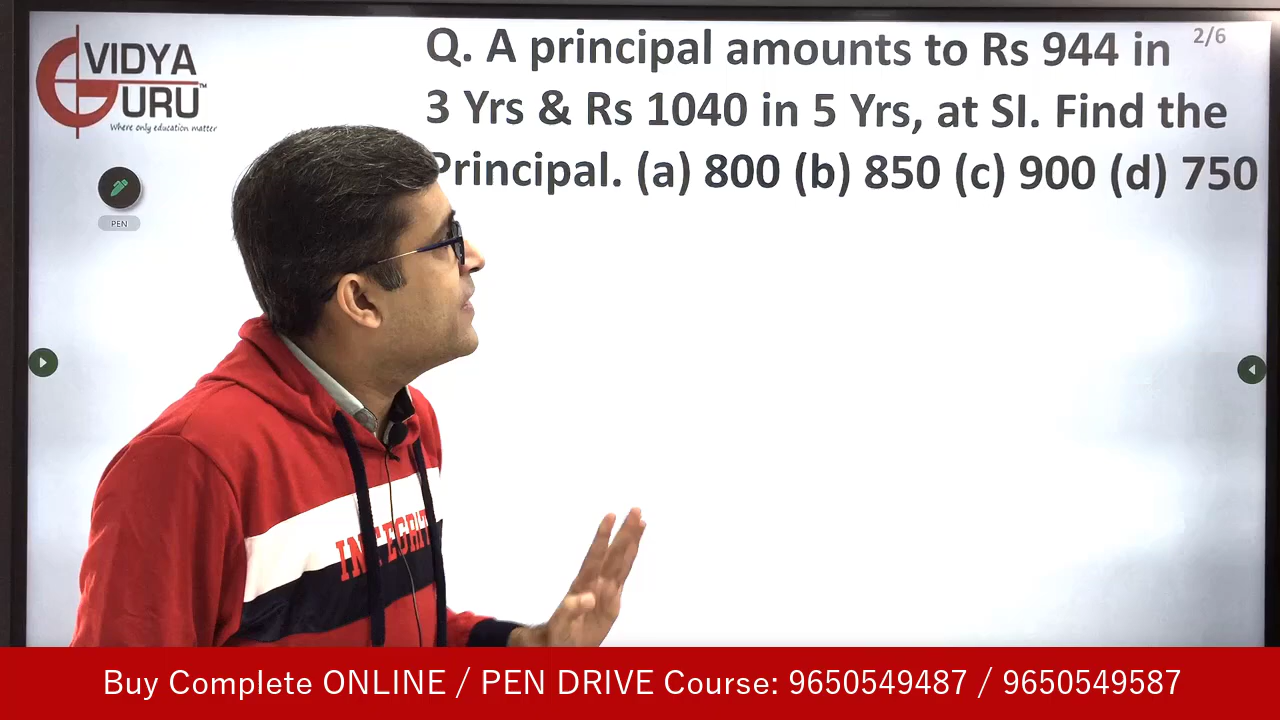 VIDYA
GURU™
Where only education matter
Q. A principal amounts to Rs 944 in
2/6
3 Yrs & Rs 1040 in 5 Yrs, at SI. Find the
Principal. (a) 800 (b) 850 (c) 900 (d) 750
PEN
Buy Complete ONLINE / PEN DRIVE Course: 9650549487 / 9650549587